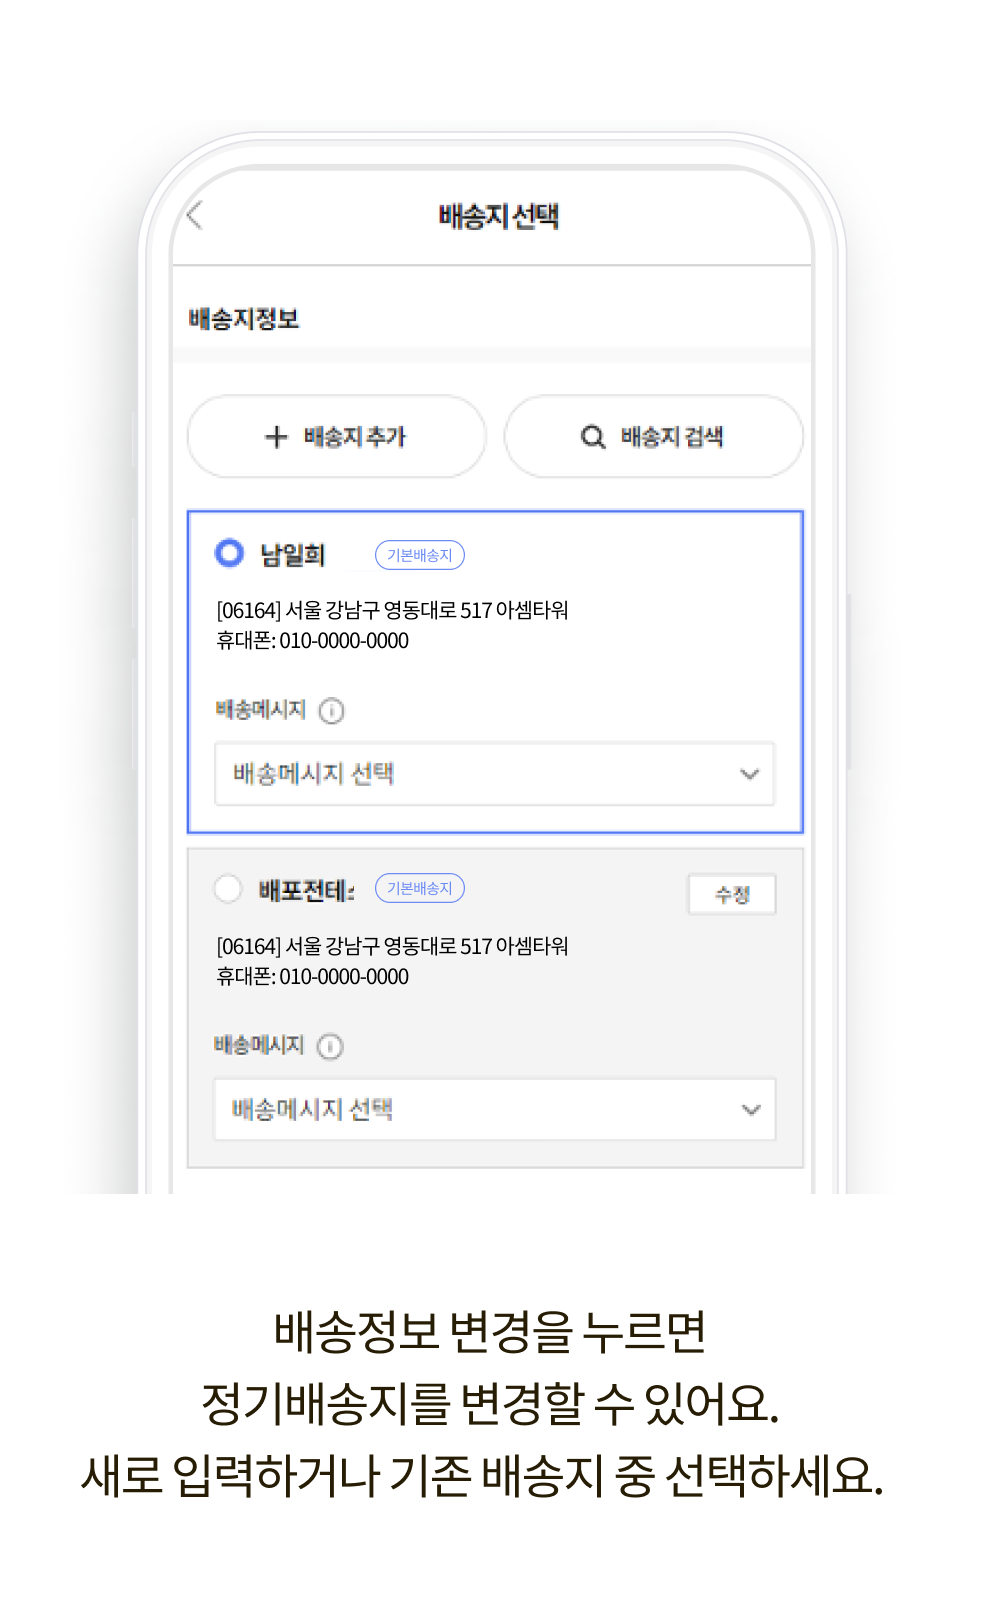 배송지 선택
배송지정보
배송지 추가
배송지 검색
남일희
기본배송지
[06164] 서울 강남구 영동대로 517 아셈타워
휴대폰: 010-0000-0000
배송메시지
배송메시지 선택
배포전테
기본배송지
수정
[06164] 서울 강남구 영동대로 517 아셈타워
휴대폰: 010-0000-0000
배송메시지
배송메시지 선택
배송정보 변경을 누르면
정기배송지를 변경할 수 있어요.
새로 입력하거나 기존 배송지 중 선택하세요.